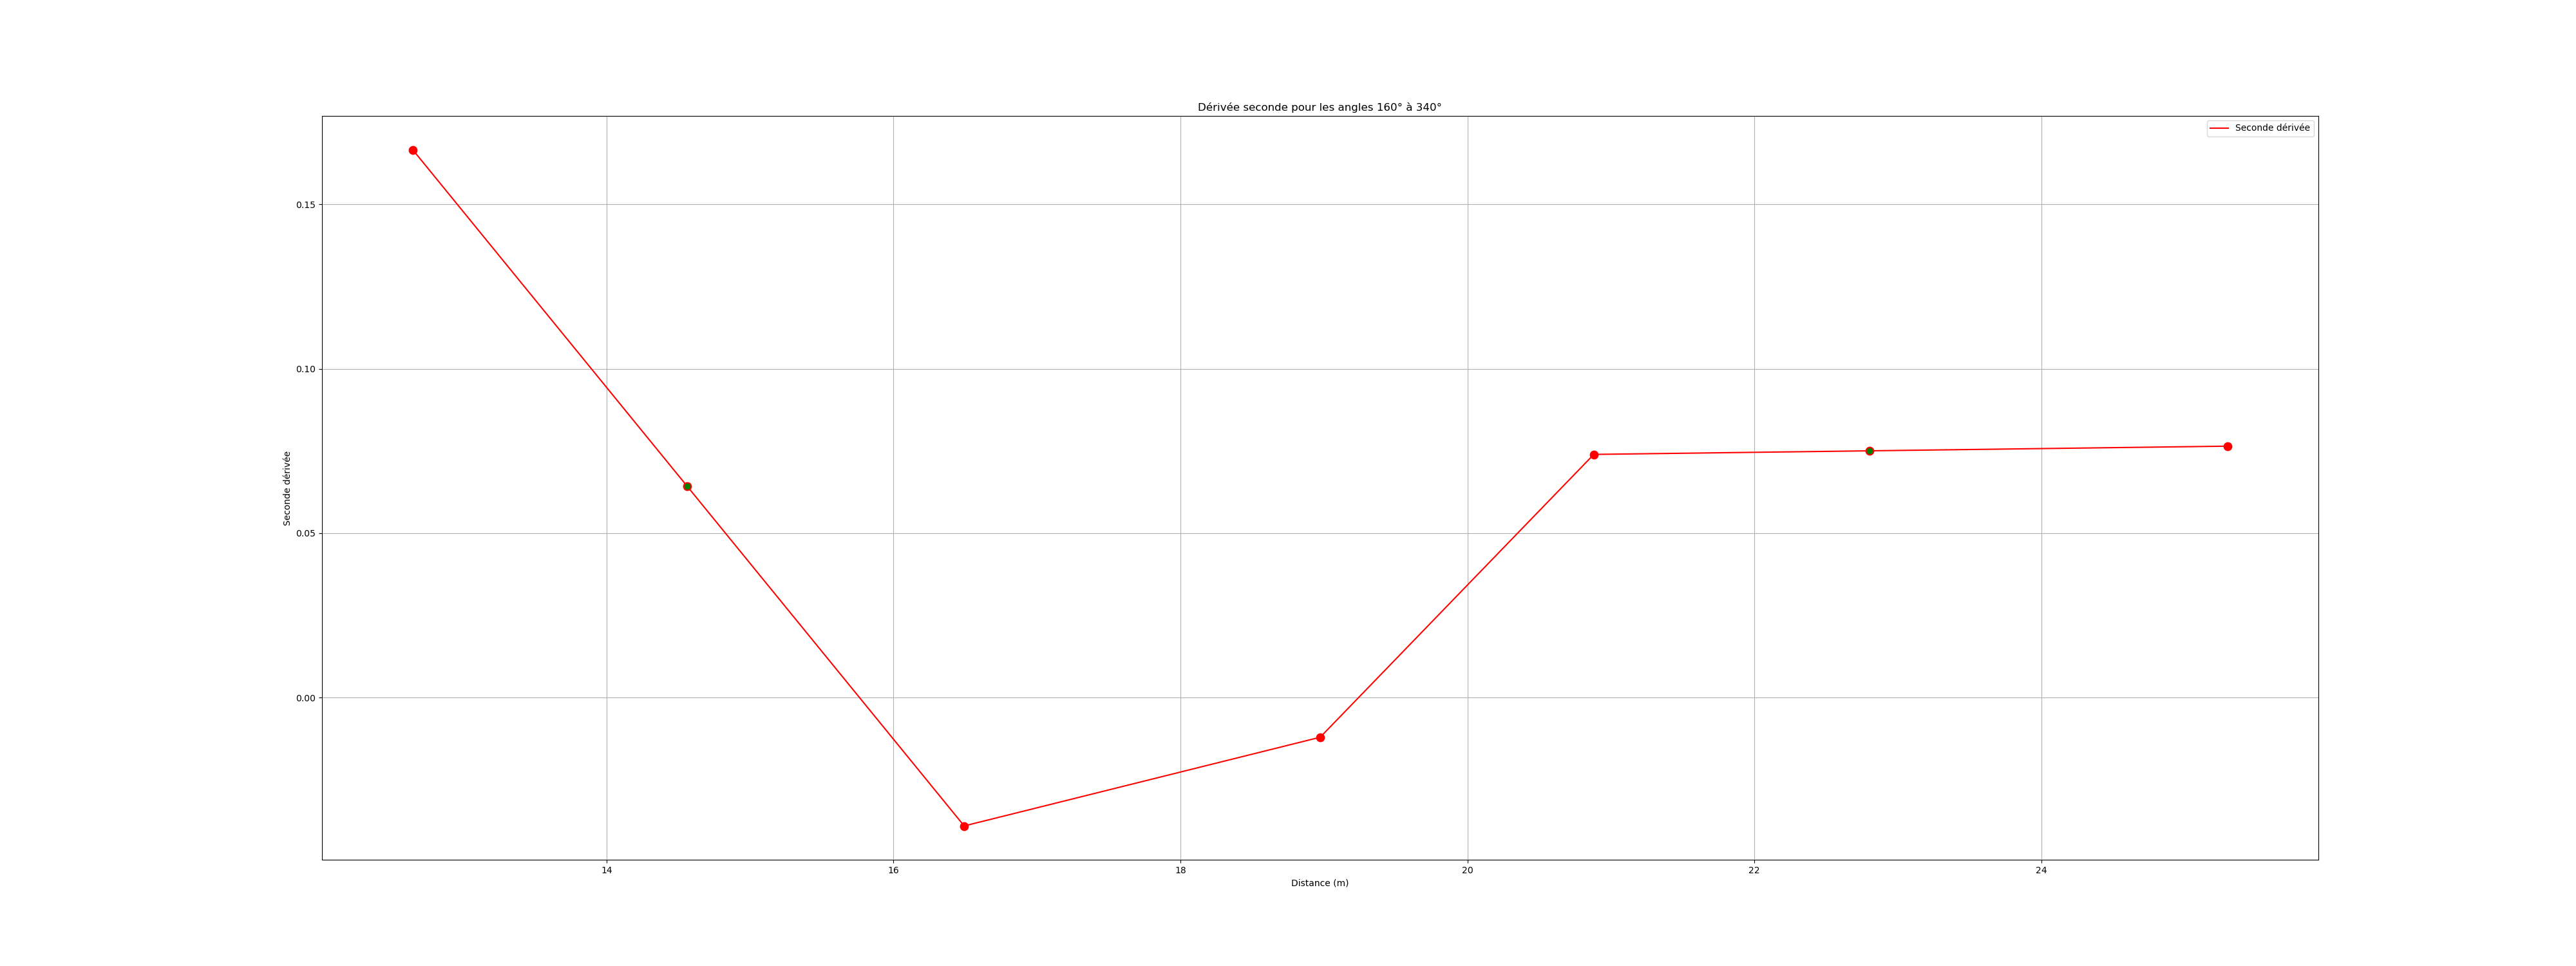 Dérivée seconde pour les angles 160° à 340°
Seconde dérivée
0.15
0.10
0.05
0.00
Seconde dérivée
14 16 18 20 22 24
Distance (m)